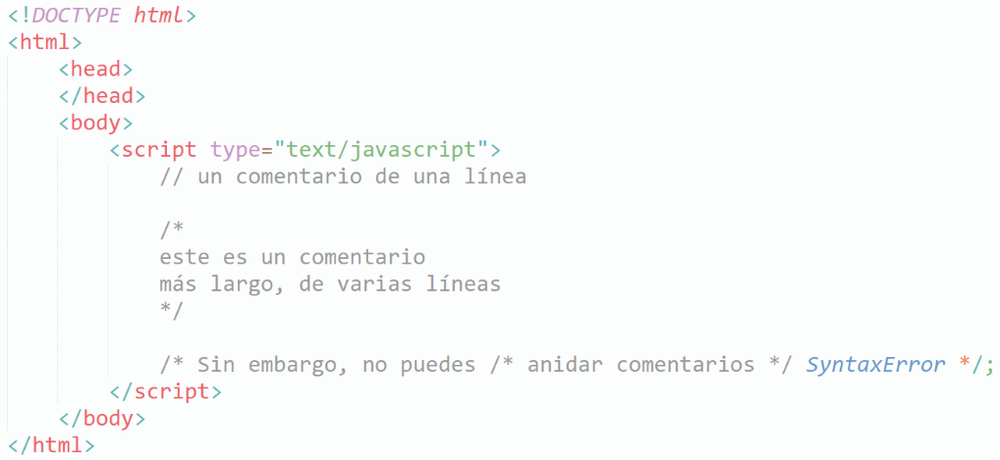 <!DOCTYPE html>
<html>
    <head>
    </head>
    <body>
        <script type="text/javascript">
            // un comentario de una línea

            /*
            este es un comentario
            más largo, de varias líneas
            */

            /* Sin embargo, no puedes /* anidar comentarios */ SyntaxError */;
        </script>
    </body>
</html>